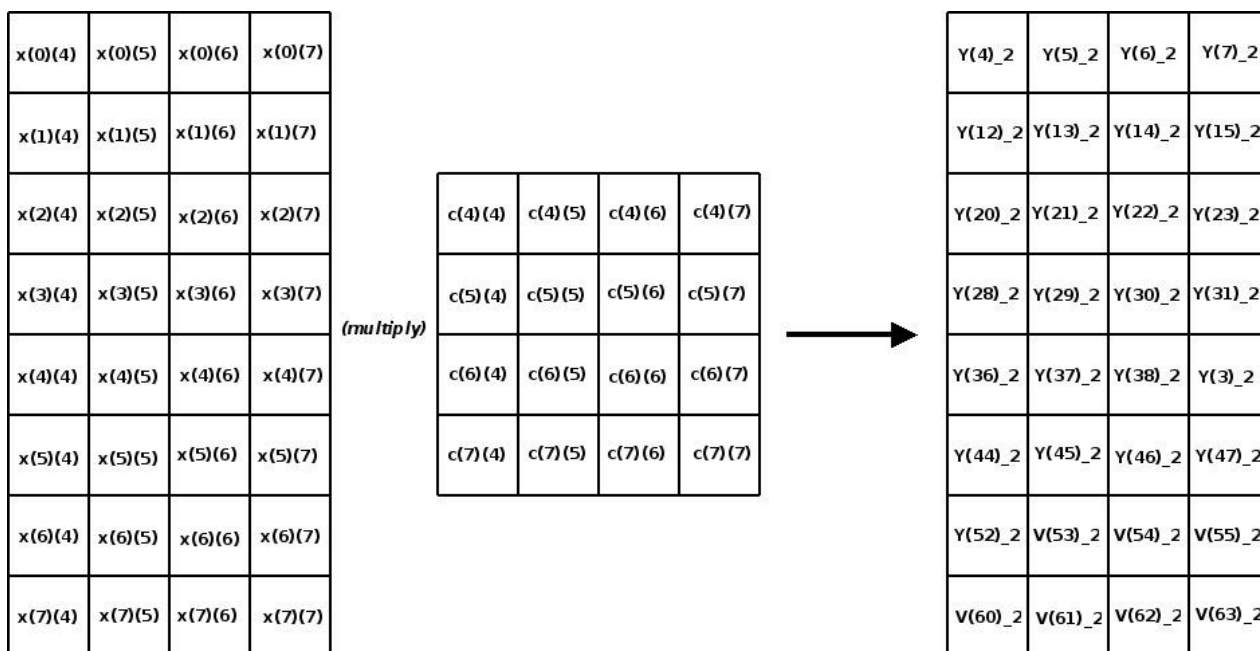 x(0)(4) x(0)(5) x(0)(6) x(0)(7)
x(1)(4) x(1)(5) x(1)(6) x(1)(7)
x(2)(4) x(2)(5) x(2)(6) x(2)(7)
x(3)(4) x(3)(5) x(3)(6) x(3)(7)
x(4)(4) x(4)(5) x(4)(6) x(4)(7)
x(5)(4) x(5)(5) x(5)(6) x(5)(7)
x(6)(4) x(6)(5) x(6)(6) x(6)(7)
x(7)(4) x(7)(5) x(7)(6) x(7)(7)
(multiply)
c(4)(4) c(4)(5) c(4)(6) c(4)(7)
c(5)(4) c(5)(5) c(5)(6) c(5)(7)
c(6)(4) c(6)(5) c(6)(6) c(6)(7)
c(7)(4) c(7)(5) c(7)(6) c(7)(7)
Y(4)_2 Y(5)_2 Y(6)_2 Y(7)_2
Y(12)_2 Y(13)_2 Y(14)_2 Y(15)_2
Y(20)_2 Y(21)_2 Y(22)_2 Y(23)_2
Y(28)_2 Y(29)_2 Y(30)_2 Y(31)_2
Y(36)_2 Y(37)_2 Y(38)_2 Y(3)_2
Y(44)_2 Y(45)_2 Y(46)_2 Y(47)_2
Y(52)_2 V(53)_2 V(54)_2 V(55)_2
V(60)_2 V(61)_2 V(62)_2 V(63)_2